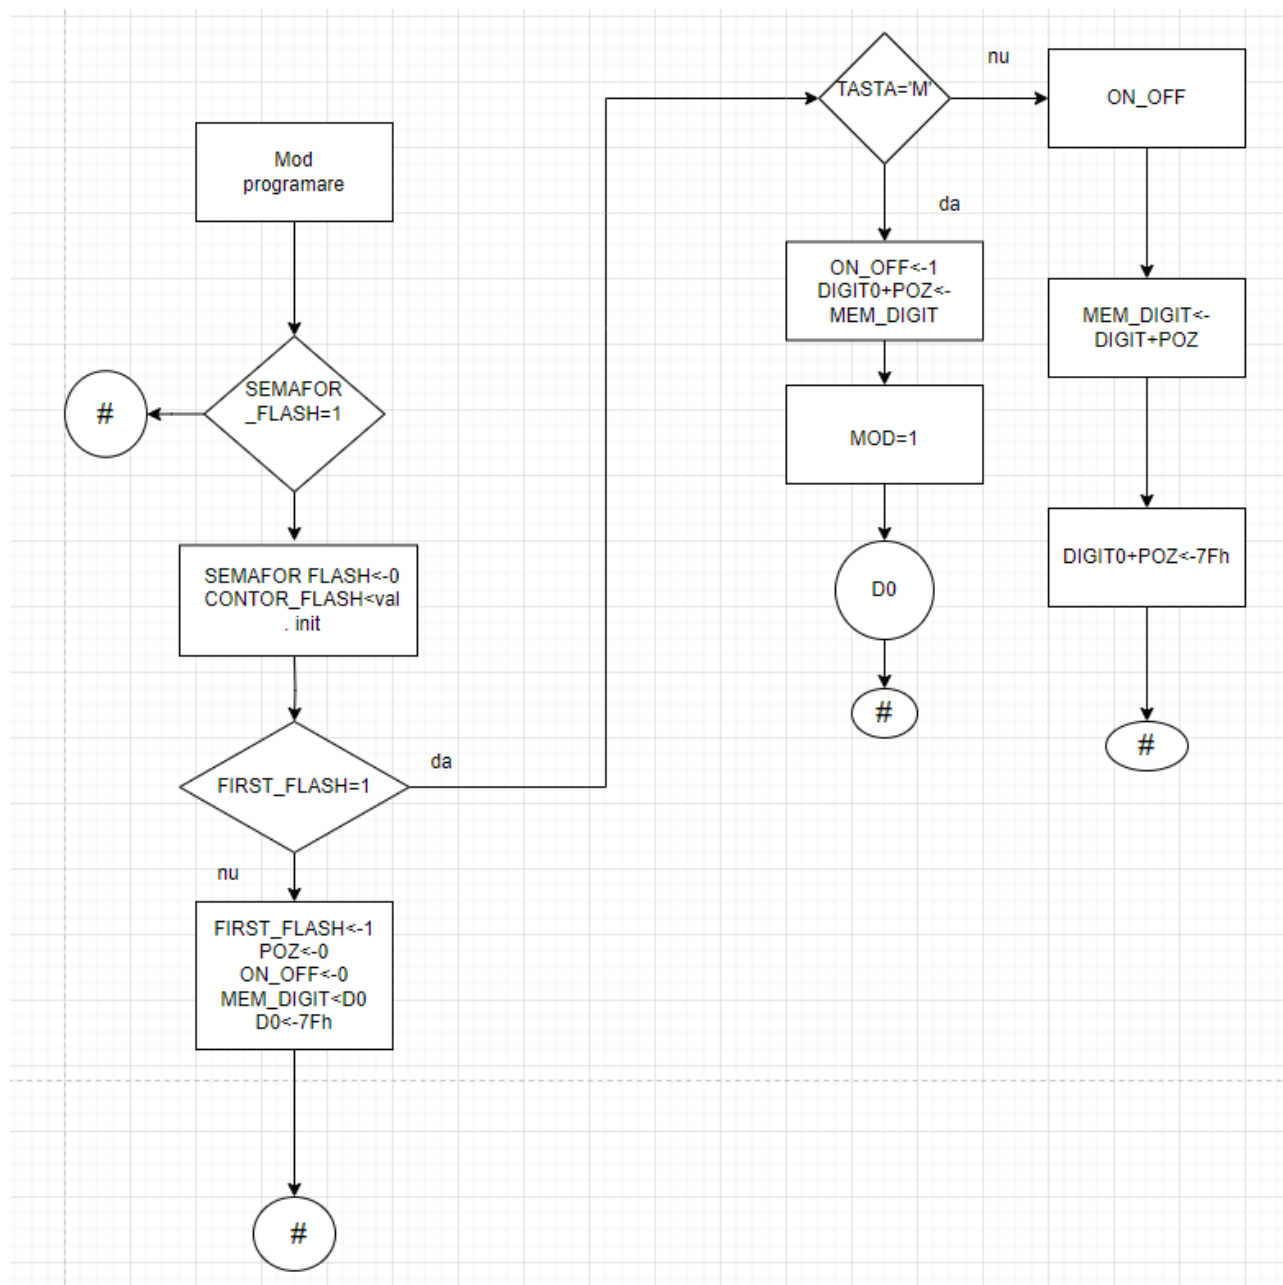 Mod
programare
#
SEMAFOR
_FLASH=1
SEMAFOR FLASH<-0
CONTOR_FLASH<val
. init
FIRST_FLASH=1
da
nu
FIRST_FLASH<-1
POZ<-0
ON_OFF<-0
MEM_DIGIT<D0
D0<-7Fh
#
TASTA='M'
nu
da
ON_OFF<-1
DIGIT0+POZ<-
MEM_DIGIT
MOD=1
D0
#
ON_OFF
MEM_DIGIT<-
DIGIT+POZ
DIGIT0+POZ<-7Fh
#